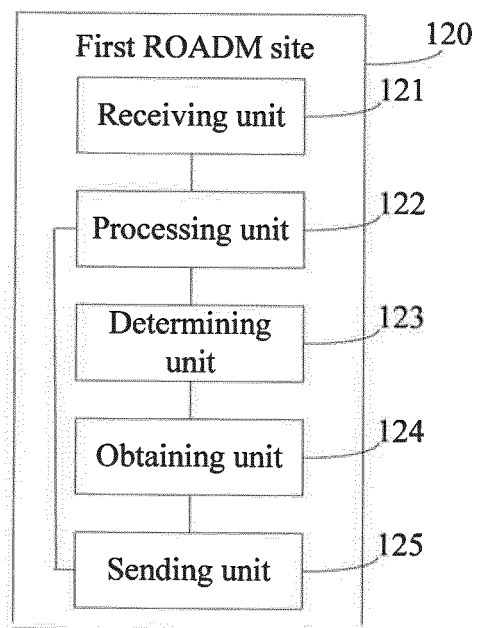 First ROADM site
120
Receiving unit
121
Processing unit
122
Determining
unit
123
Obtaining unit
124
Sending unit
125